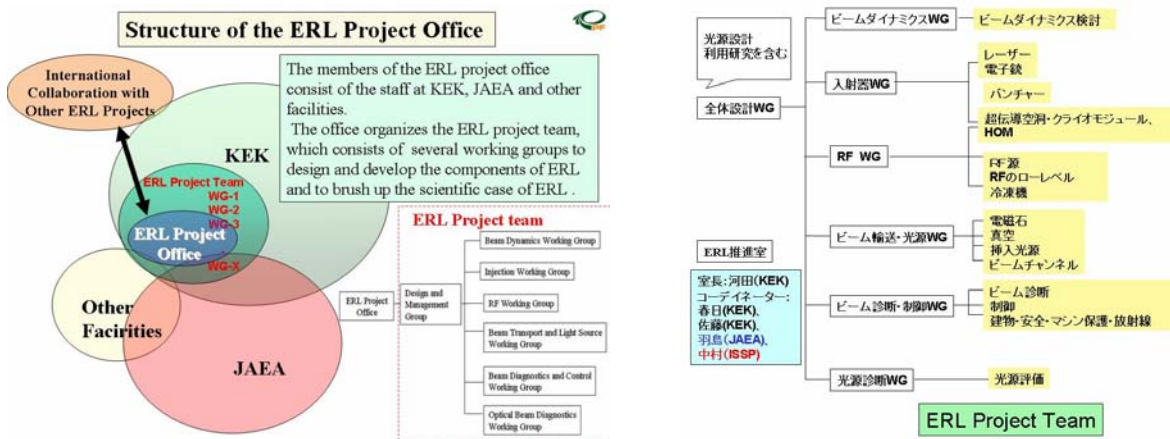 Structure of the ERL Project Office
International
Collaboration with
Other ERL Projects
The members of the ERL project office
consist of the staff at KEK, JAEA and other
facilities.
The office organizes the ERL project team,
which consists of several working groups to
design and develop the components of ERL
and to brush up the scientific case of ERL .
KEK
ERL Project Team
WG-1
WG-2
WG-3
ERL Project
Office
WG-X
Other
Facirities
JAEA
ERL Project team
ERL Project
Office
Design and
Management
Group
Beam Dynamics Working Group
Injection Working Group
RF Working Group
Beam Transport and Light Source
Working Group
Beam Diagnostics and Control
Working Group
Optical Beam Diagnostics
Working Group
光源設計
利用研究を含む
全体設計WG
ERL推進室
室長:河田(KEK)
コーデイネーター:
春日(KEK)、
佐藤(KEK)、
羽島(JAEA)、
中村(ISSP)
ビームダイナミクスWG
ビームダイナミクス検討
入射器WG
レーザー
電子銃
バンチャー
超伝導空洞・クライオモジュール、
HOM
RF WG
RF源
RFのローレベル
冷凍機
ビーム輸送・光源WG
電磁石
真空
挿入光源
ビームチャンネル
ビーム診断・制御WG
ビーム診断
制御
建物・安全・マシン保護・放射線
光源診断WG
光源評価
ERL Project Team